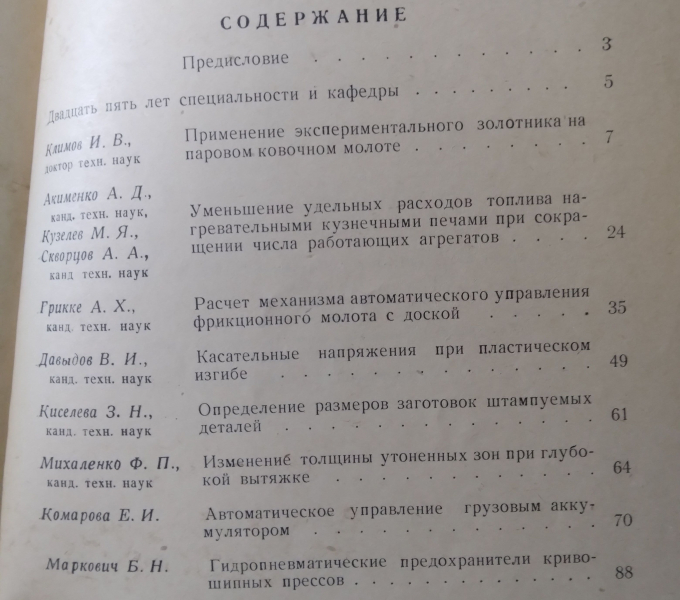 СОДЕРЖАНИЕ
Предисловие . . . . . . . . . . . . 3
Двадцать пять лет специальности и кафедры . . . . . . . . . 5
Климов И. В.,
доктор техн. наук
Применение экспериментального золотника на
паровом ковочном молоте . . . . . . . . 7
Акименко А. Д.,
канд. техн. наук,
Кузелев М. Я.,
Скворцов А. А.,
канд техн. наук
Уменьшение удельных расходов топлива на-
гревательными кузнечными печами при сокра-
щении числа работающих агрегатов . . . . 24
Грикке А. Х.,
канд. техн. наук
Расчет механизма автоматического управления
фрикционного молота с доской . . . . . 35
Давыдов В. И.,
канд. техн. наук
Касательные напряжения при пластическом
изгибе . . . . . . . . . . . . . 49
Киселева З. Н.,
канд. техн. наук
Определение размеров заготовок штампуемых
деталей . . . . . . . . . . . . . 61
Михаленко Ф. П.,
канд. техн. наук
Изменение толщины утоненных зон при глубо-
кой вытяжке . . . . . . . . . . . 64
Комарова Е. И.
Автоматическое управление грузовым акку-
мулятором . . . . . . . . . . . . 70
Маркович Б. Н.
Гидропневматические предохранители криво-
шипных прессов . . . . . . . . . . 88